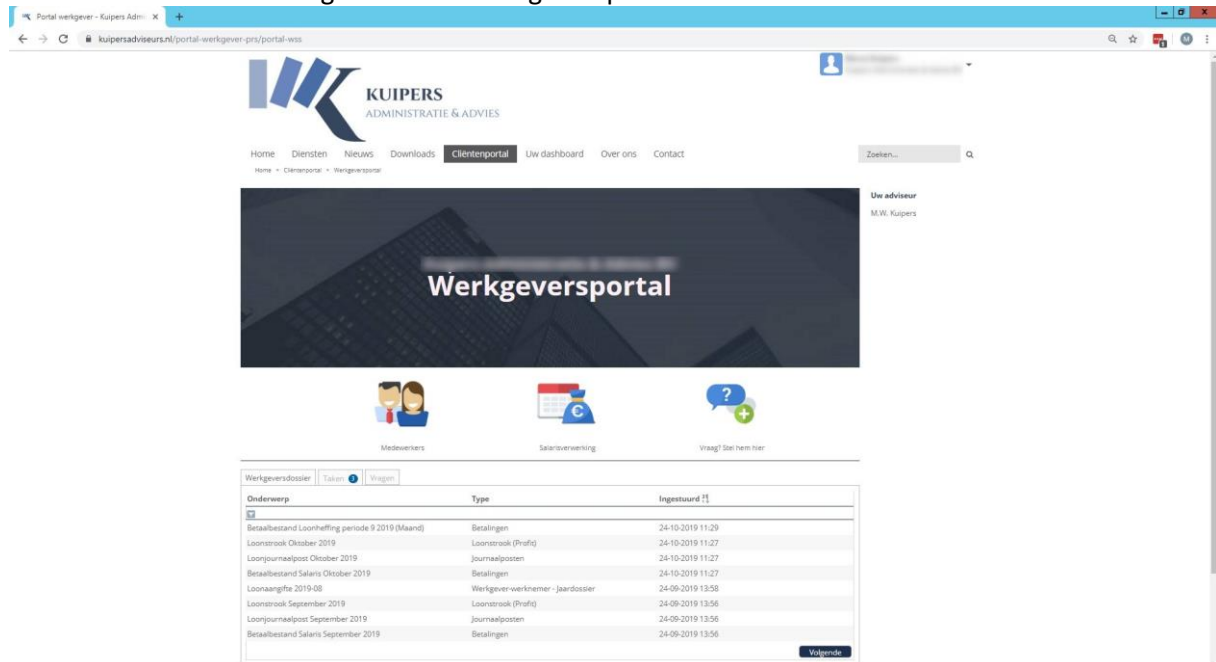 Portal werkgever - Kuipers Admi
kuipersadviseurs.nl/portal-werkgever-prs/portal-wss
KUIPERS
ADMINISTRATIE & ADVIES
Home Diensten Nieuws Downloads Cliëntenportal Uw dashboard Over ons Contact Zoeken...
Home Cliëntenportal Werkgeversportal
Uw adviseur
M.W. Kuipers
Werkgeversportal
Medewerkers Salarisverwerking Vraag? Stel hem hier
Werkgeversdossier Taken 3 Vragen
Onderwerp Type Ingestuurd
Betaalbestand Loonheffing periode 9 2019 (Maand) Betalingen 24-10-2019 11:29
Loonstrook Oktober 2019 Loonstrook (Profit) 24-10-2019 11:27
Loonjournaalpost Oktober 2019 Journaalposten 24-10-2019 11:27
Betaalbestand Salaris Oktober 2019 Betalingen 24-10-2019 11:27
Loonaangifte 2019-08 Werkgever-werknemer - Jaardossier 24-09-2019 13:58
Loonstrook September 2019 Loonstrook (Profit) 24-09-2019 13:56
Loonjournaalpost September 2019 Journaalposten 24-09-2019 13:56
Betaalbestand Salaris September 2019 Betalingen 24-09-2019 13:56
Volgende